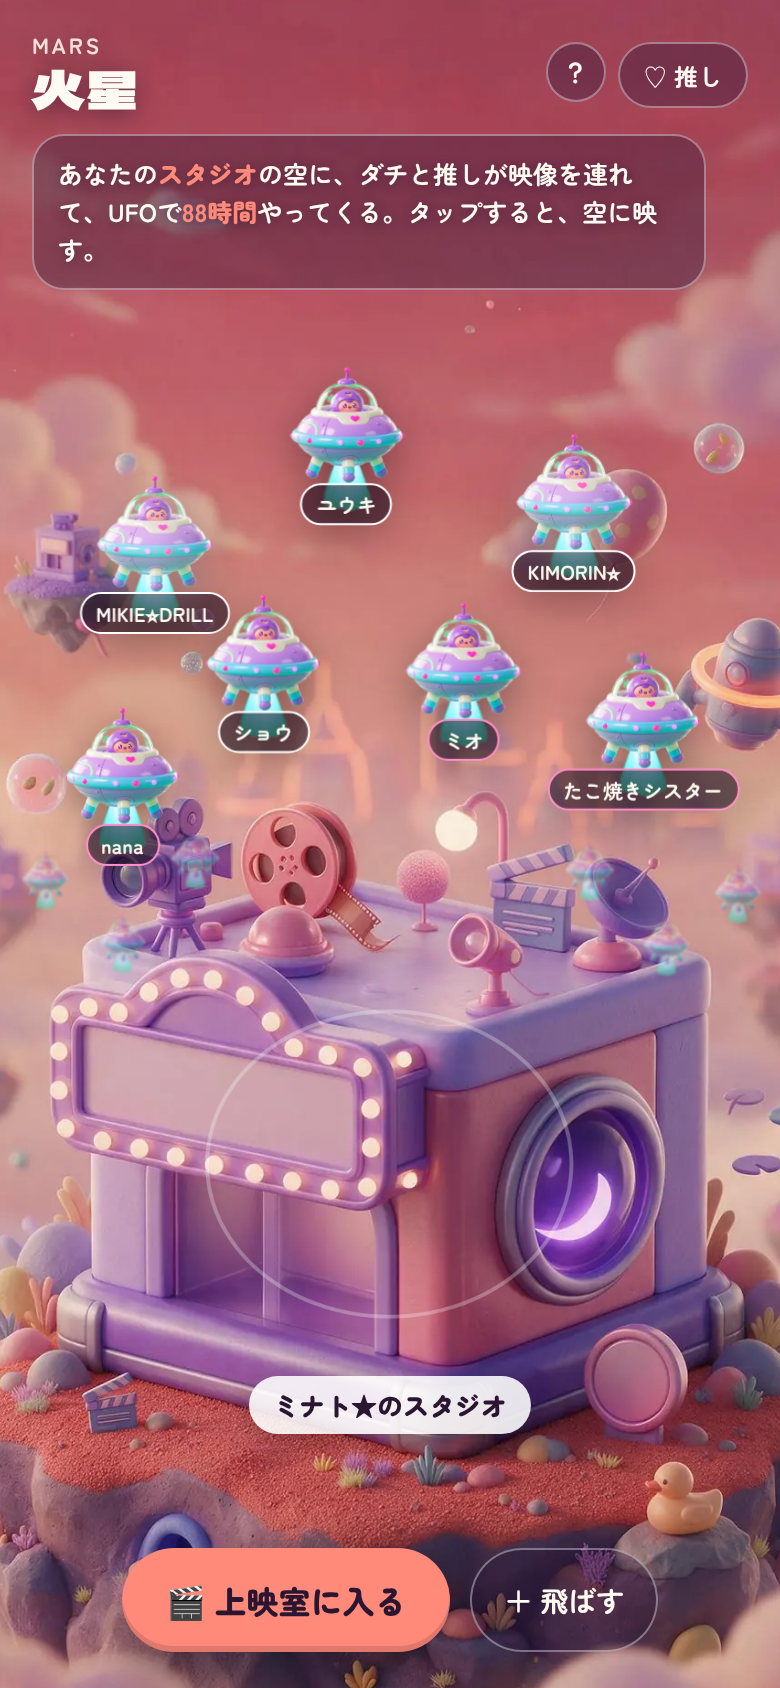 MARS
火星
?
♡ 推し
あなたのスタジオの空に、ダチと推しが映像を連れ
て、UFOで88時間やってくる。タップすると、空に映
す。
ユウキ
KIMORIN★
MIKIE★DRILL
ショウ
ミオ
たこ焼きシスター
nana
ミナト★のスタジオ
🎬 上映室に入る
＋ 飛ばす